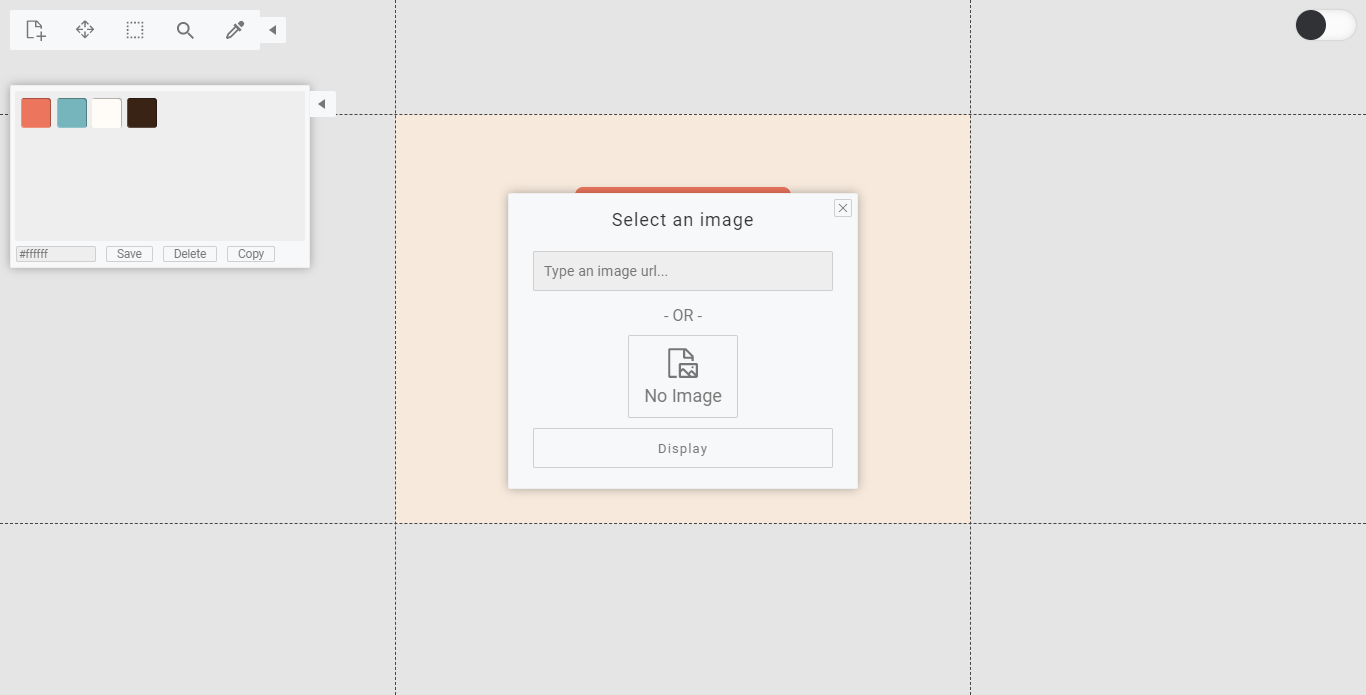 #ffffff
Save
Delete
Copy
Select an image
Type an image url...
- OR -
No Image
Display